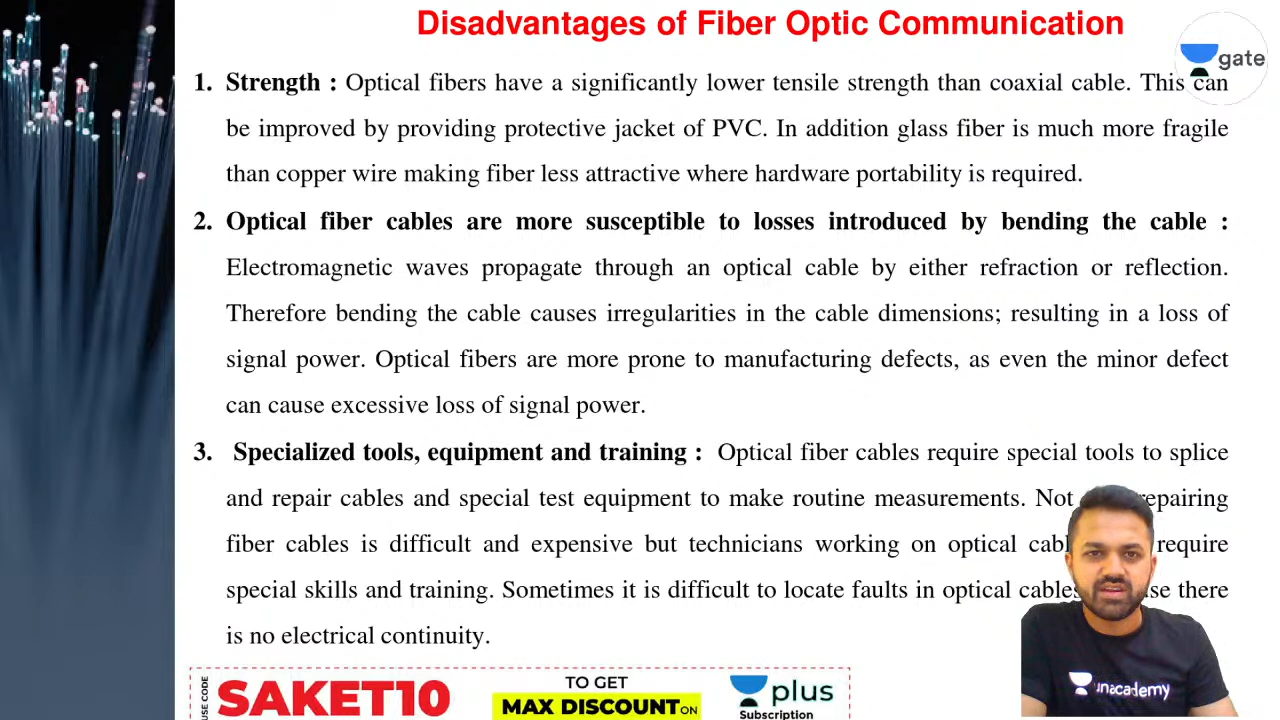 Disadvantages of Fiber Optic Communication
gate
1. Strength : Optical fibers have a significantly lower tensile strength than coaxial cable. This can
be improved by providing protective jacket of PVC. In addition glass fiber is much more fragile
than copper wire making fiber less attractive where hardware portability is required.
2. Optical fiber cables are more susceptible to losses introduced by bending the cable :
Electromagnetic waves propagate through an optical cable by either refraction or reflection.
Therefore bending the cable causes irregularities in the cable dimensions; resulting in a loss of
signal power. Optical fibers are more prone to manufacturing defects, as even the minor defect
can cause excessive loss of signal power.
3. Specialized tools, equipment and training : Optical fiber cables require special tools to splice
and repair cables and special test equipment to make routine measurements. Not repairing
fiber cables is difficult and expensive but technicians working on optical require
special skills and training. Sometimes it is difficult to locate faults in optical cables there
is no electrical continuity.
unacademy
USE CODE
SAKET10
TO GET
MAX DISCOUNT ON
plus
Subscription